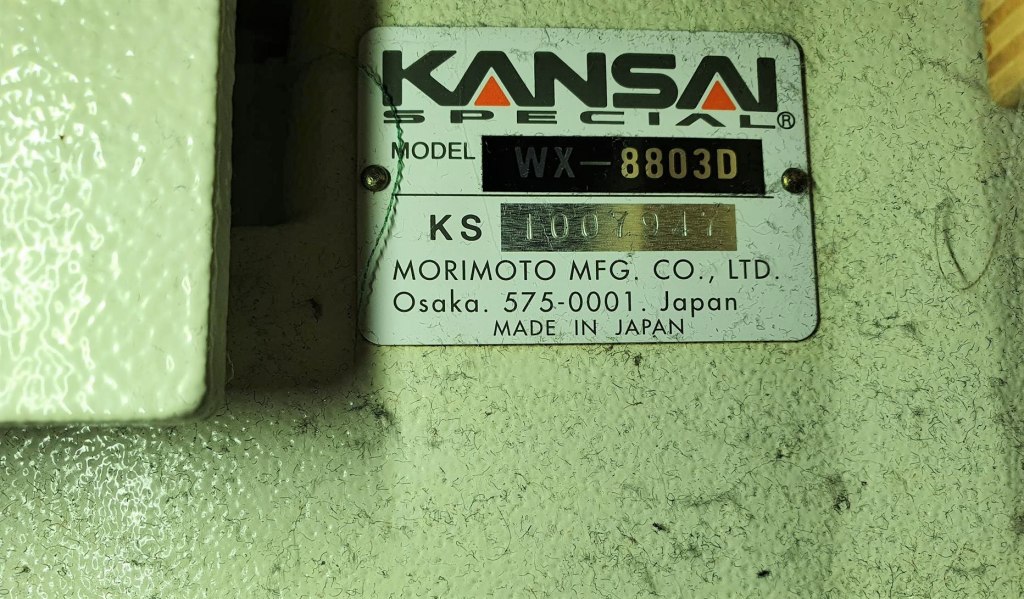 KANSAI
SPECIAL®
MODEL WX-8803D
KS 1007947
MORIMOTO MFG. CO., LTD.
Osaka. 575-0001. Japan
MADE IN JAPAN